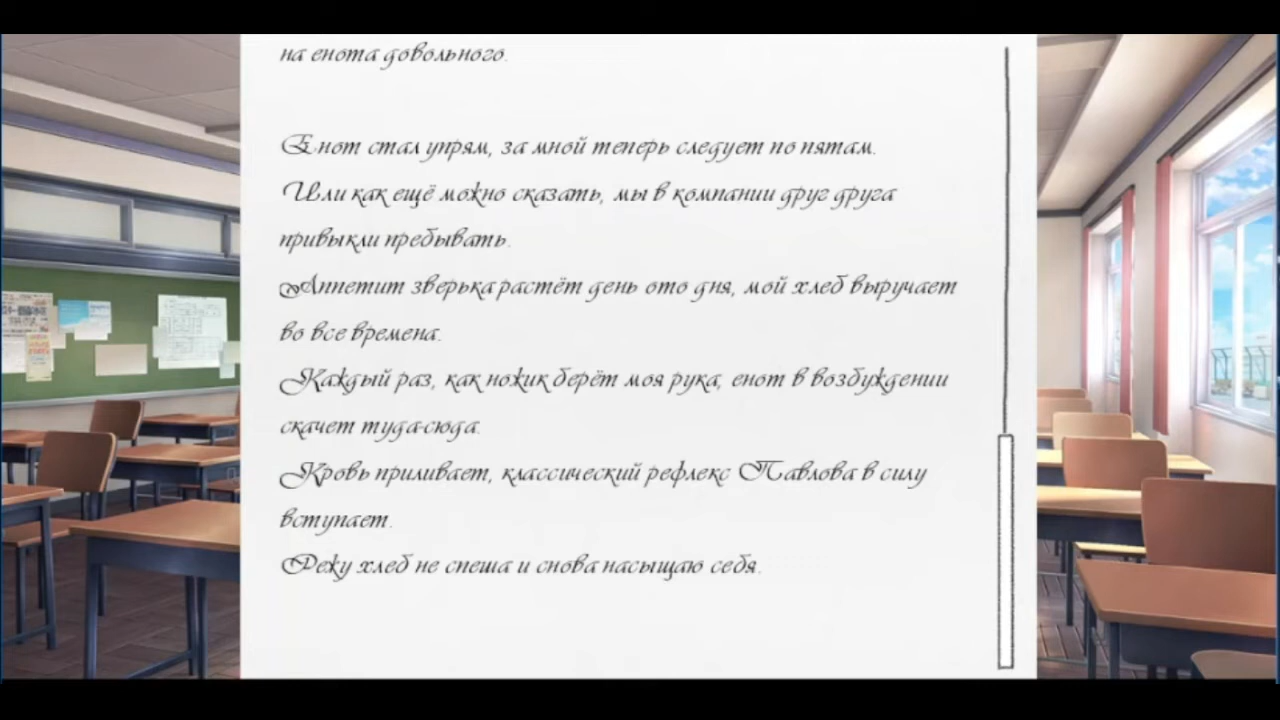 на енота довольного.
Енот стал упрям, за мной теперь следует по пятам.
Или как ещё можно сказать, мы в компании друг друга
привыкли пребывать.
Аппетит зверька растёт день ото дня, мой хлеб выручает
во все времена.
Каждый раз, как ножик берёт моя рука, енот в возбуждении
скачет туда-сюда.
Кровь приливает, классический рефлекс Павлова в силу
вступает.
Режу хлеб не спеша и снова насыщаю себя.